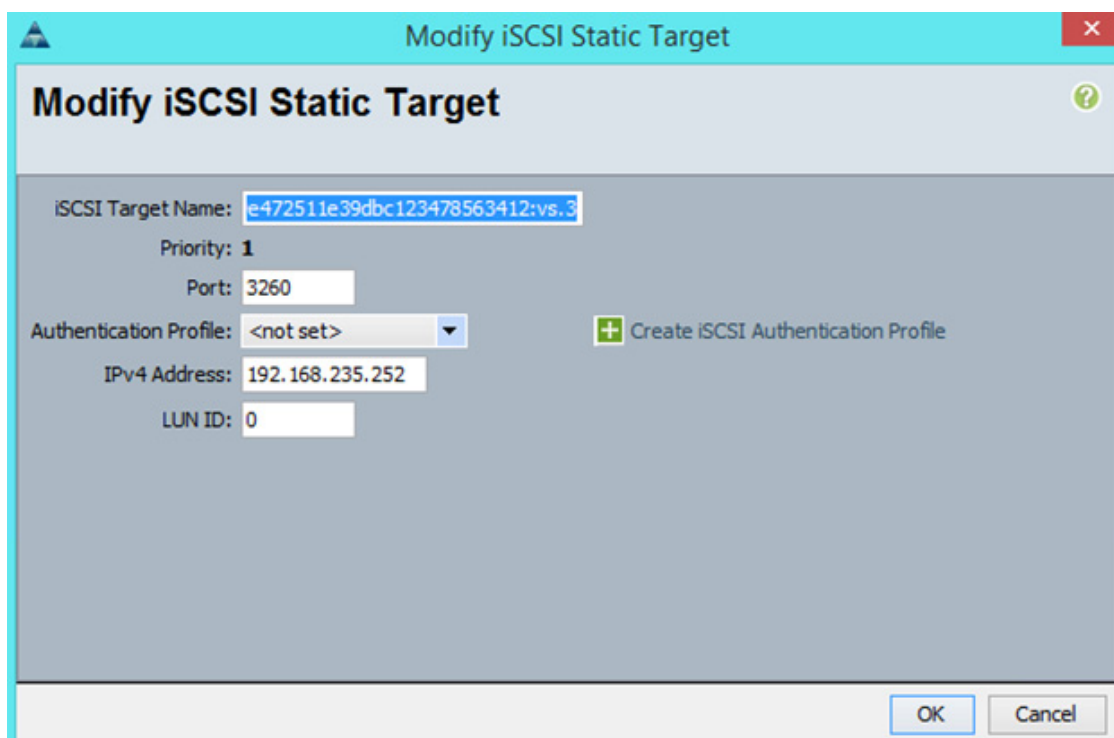 Modify iSCSI Static Target
Modify iSCSI Static Target
iSCSI Target Name: e472511e39dbc123478563412:vs.3
Priority: 1
Port: 3260
Authentication Profile: <not set> Create iSCSI Authentication Profile
IPv4 Address: 192.168.235.252
LUN ID: 0
OK Cancel